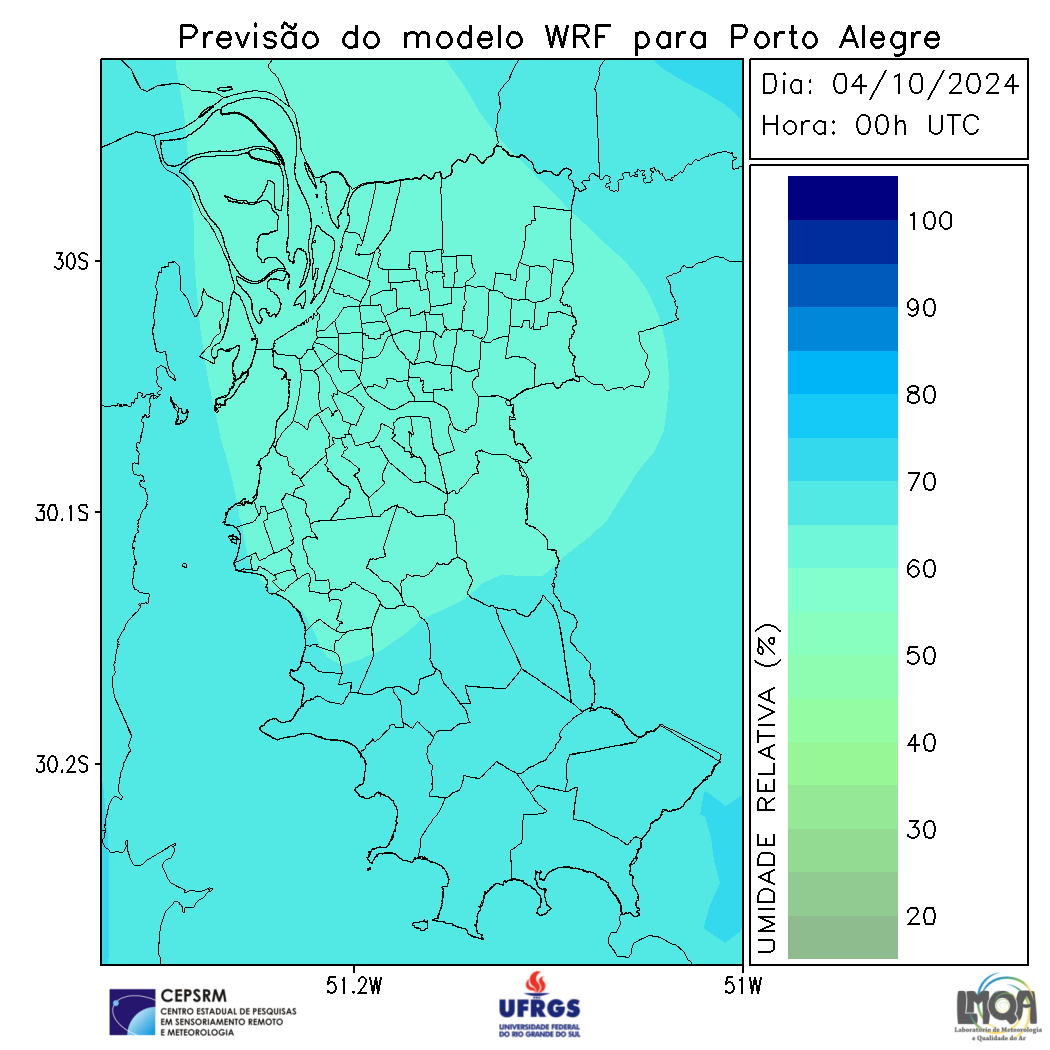 Previsão do modelo WRF para Porto Alegre
Dia: 04/10/2024
Hora: 00h UTC
100
90
80
70
60
50
40
30
20
UMIDADE RELATIVA (%)
30S
30.1S
30.2S
51.2W
51W
CEPSRM
CENTRO ESTADUAL DE PESQUISAS
EM SENSORIAMENTO REMOTO
E METEOROLOGIA
UFRGS
UNIVERSIDADE FEDERAL
DO RIO GRANDE DO SUL
LMQA
Laboratório de Meteorologia
e Qualidade do Ar